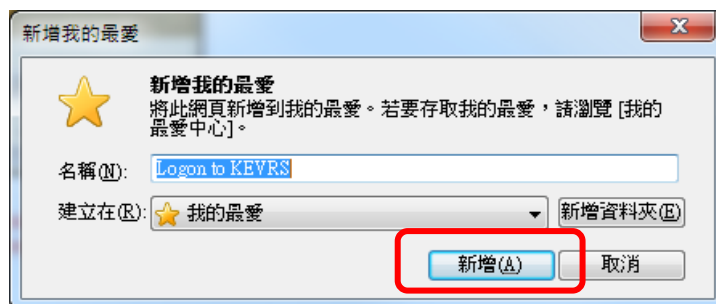 新增我的最愛
新增我的最愛
將此網頁新增到我的最愛。若要存取我的最愛，請瀏覽 [我的
最愛中心]。
名稱(N): Logon to KEVRS
建立在(R): 我的最愛 新增資料夾(E)
新增(A) 取消